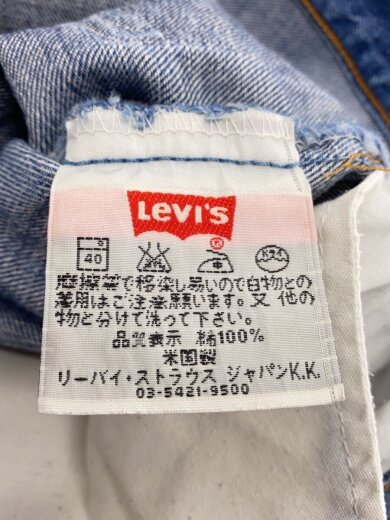 LEVI'S
®
40
摩擦等で移染し易いので白物との
着用はご注意願います。又、他の
物と分けて洗って下さい。
品質表示 綿100%
米国製
リーバイ・ストラウス ジャパンK.K.
03-5421-9500